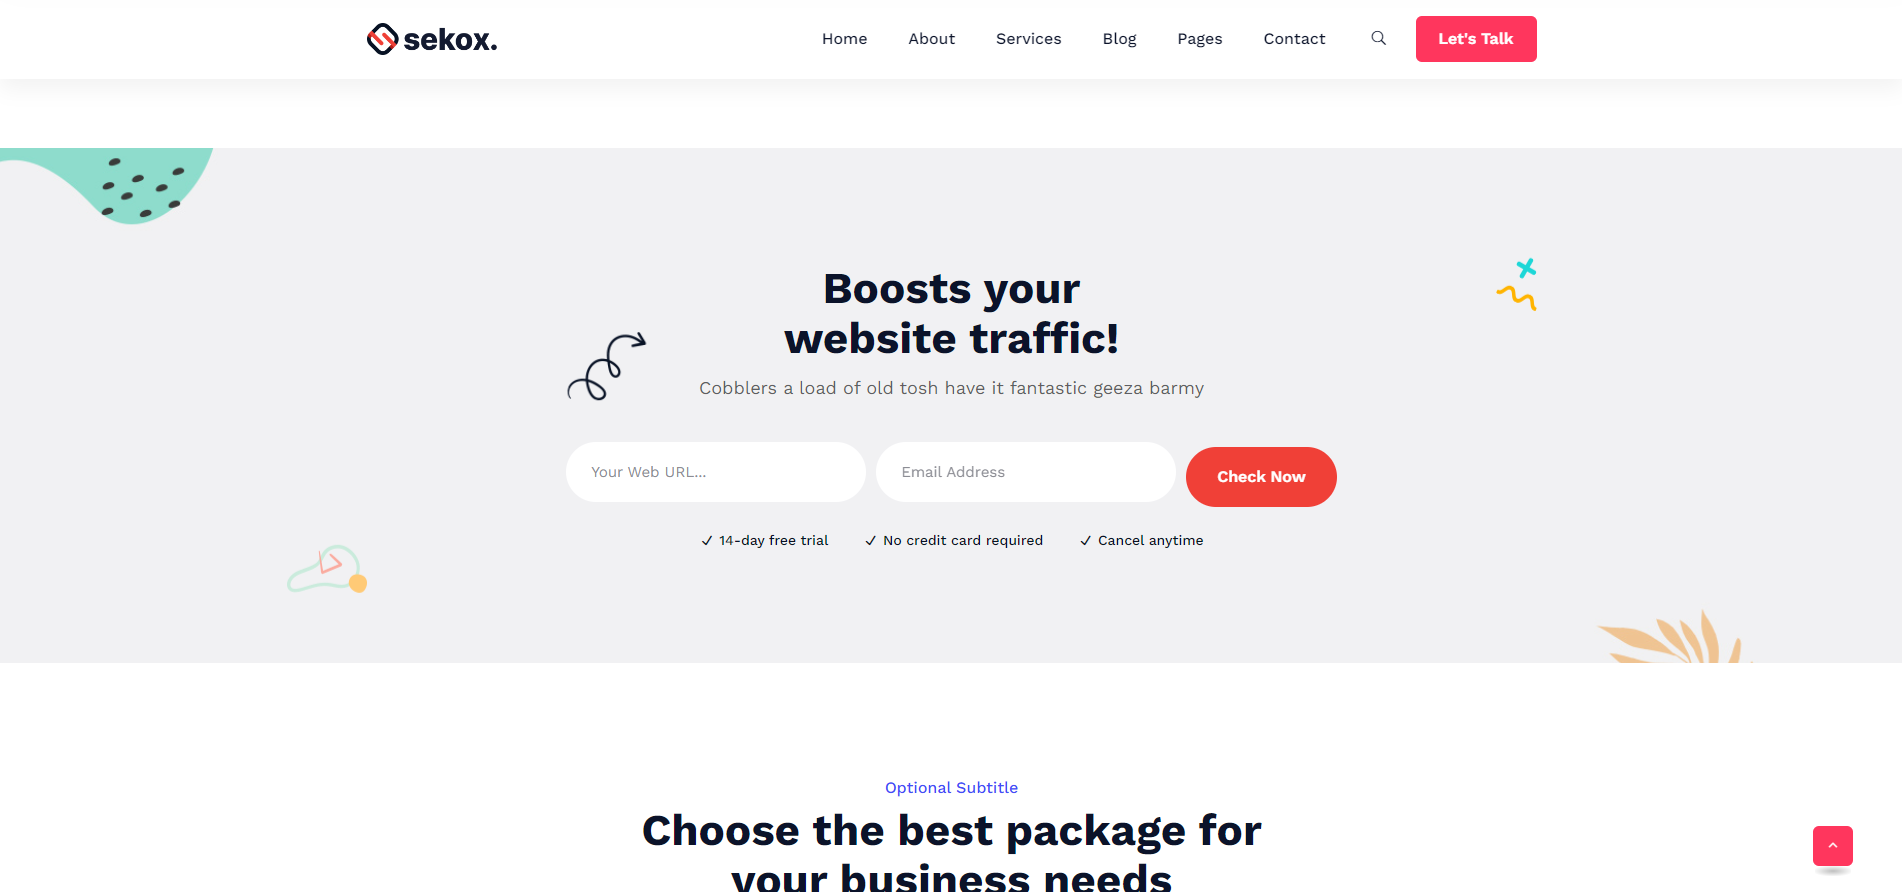 sekox.
Home About Services Blog Pages Contact Let's Talk
Boosts your
website traffic!
Cobblers a load of old tosh have it fantastic geeza barmy
Your Web URL... Email Address Check Now
14-day free trial No credit card required Cancel anytime
Optional Subtitle
Choose the best package for
your business needs